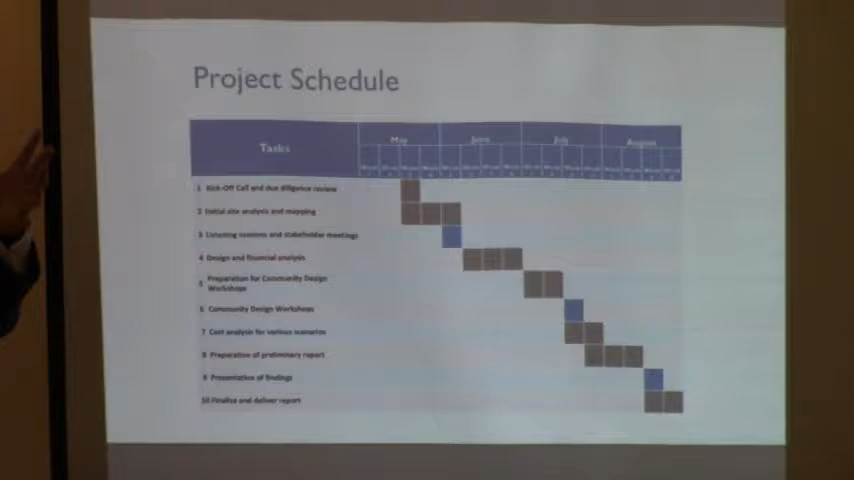 Project Schedule
Tasks May June July August
1 Kick-Off Call and due diligence review
2 Initial site analysis and mapping
3 Listening sessions and stakeholder meetings
4 Design and financial analysis
5 Preparation for Community Design
Workshops
6 Community Design Workshops
7 Cost analysis for various scenarios
8 Preparation of preliminary report
9 Presentation of findings
10 Finalize and deliver report